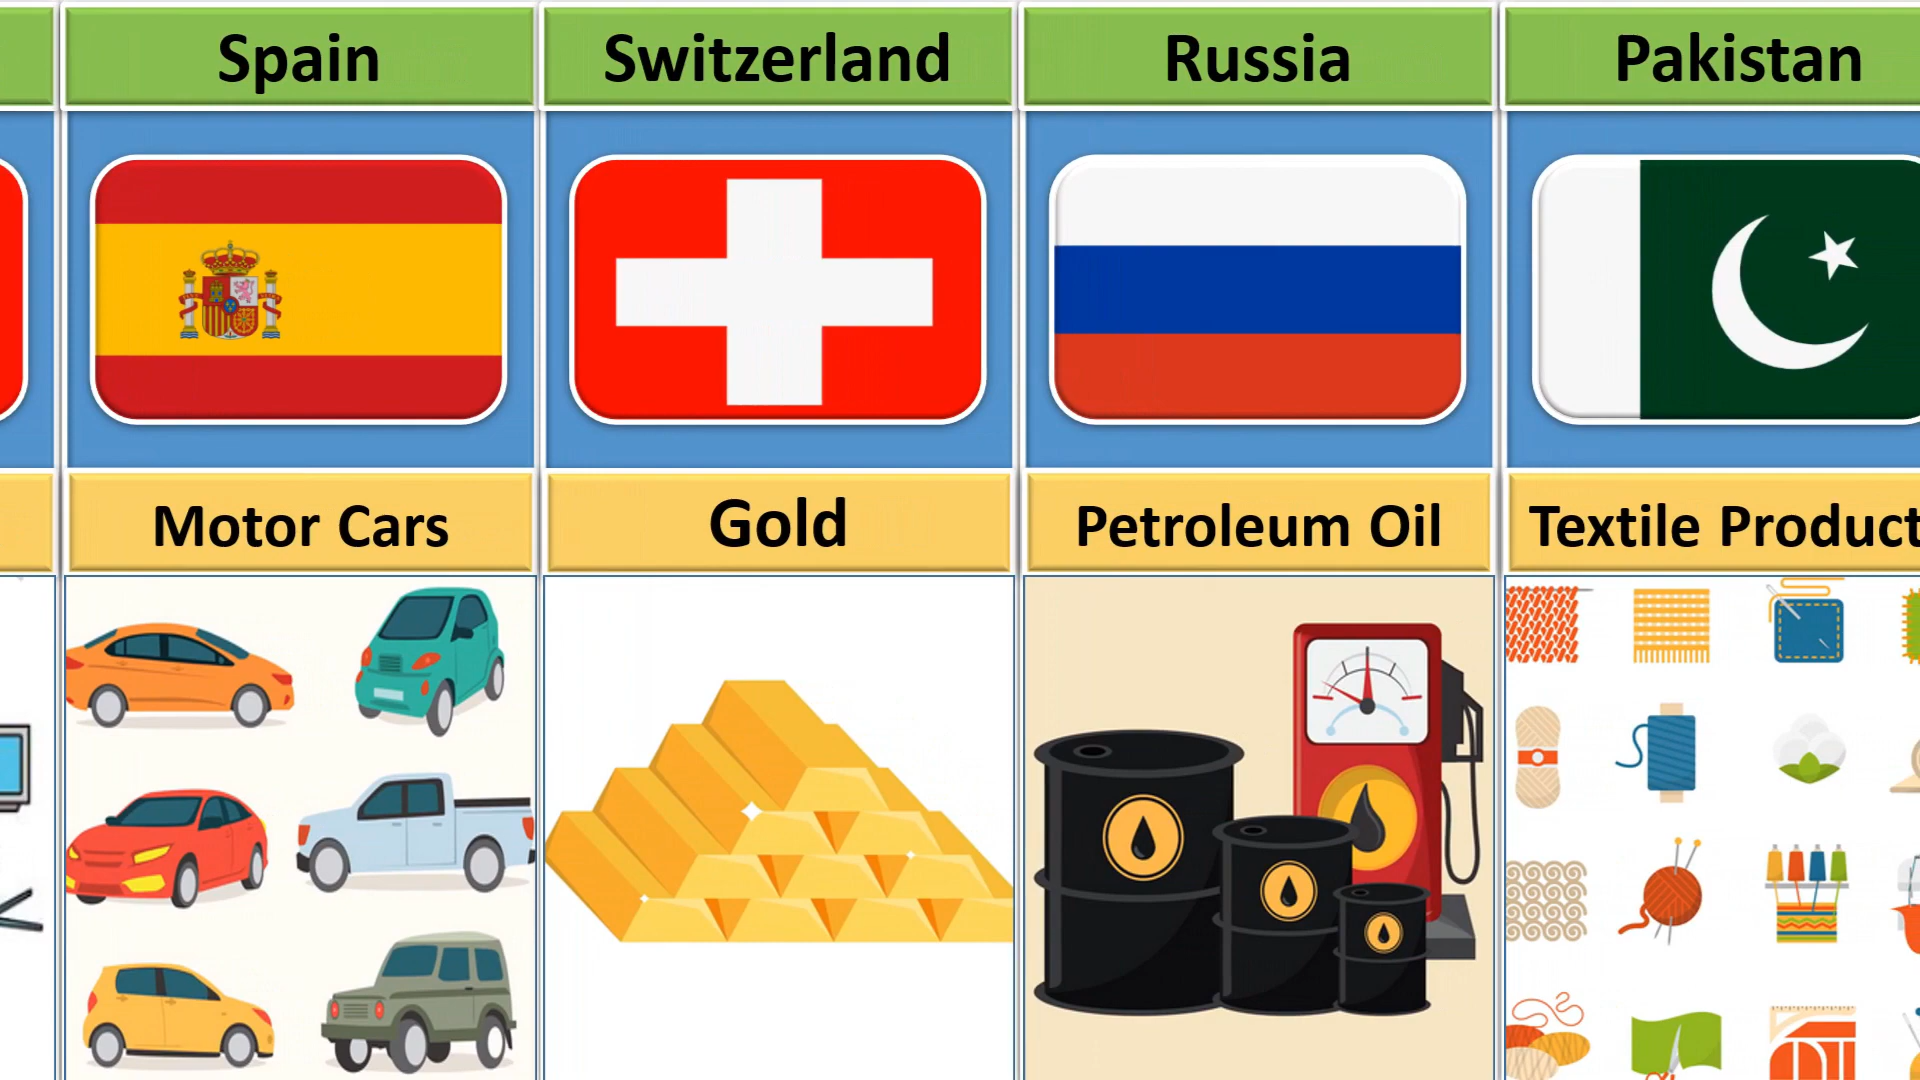 Spain
Switzerland
Russia
Pakistan
Motor Cars
Gold
Petroleum Oil
Textile Product